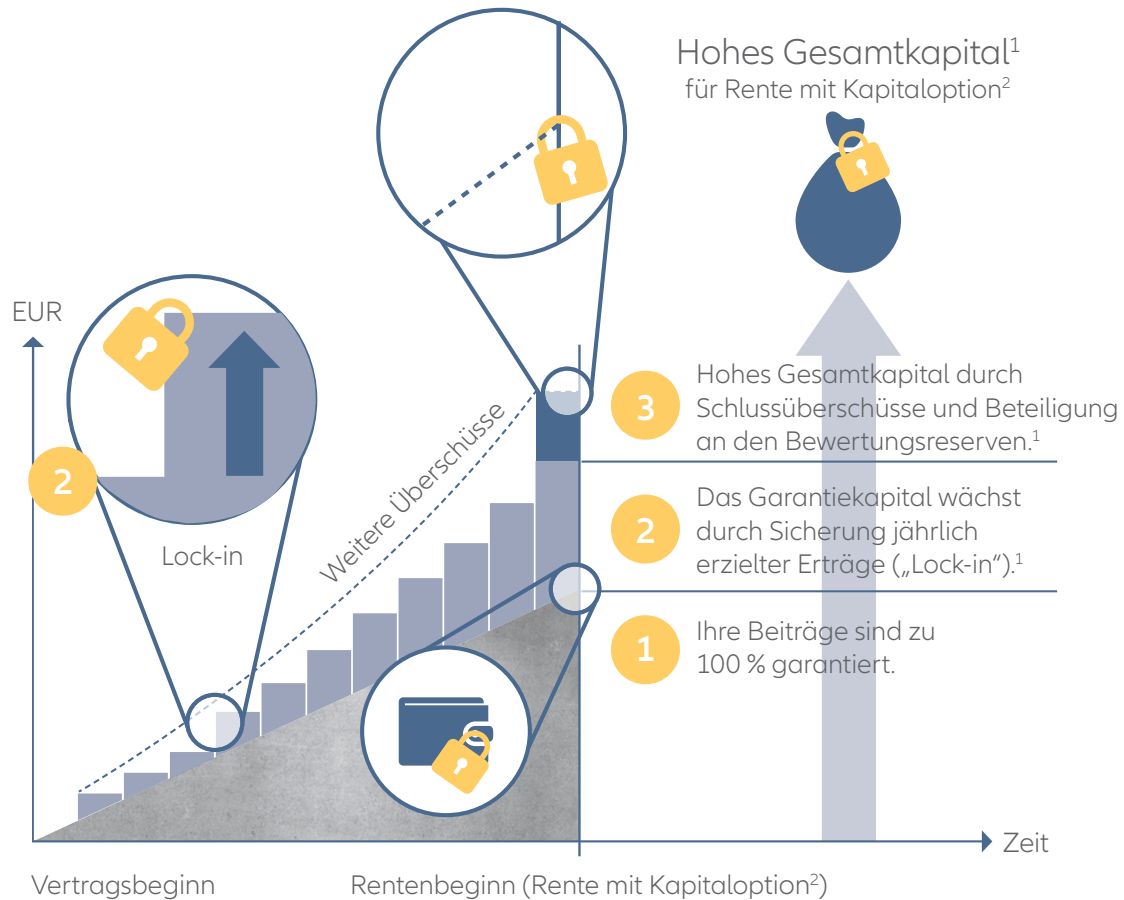 Hohes Gesamtkapital¹
für Rente mit Kapitaloption²
EUR
2
Lock-in
Weitere Überschüsse
3
Hohes Gesamtkapital durch
Schlussüberschüsse und Beteiligung
an den Bewertungsreserven.¹
2
Das Garantiekapital wächst
durch Sicherung jährlich
erzielter Erträge („Lock-in“).¹
1
Ihre Beiträge sind zu
100 % garantiert.
Zeit
Vertragsbeginn
Rentenbeginn (Rente mit Kapitaloption²)